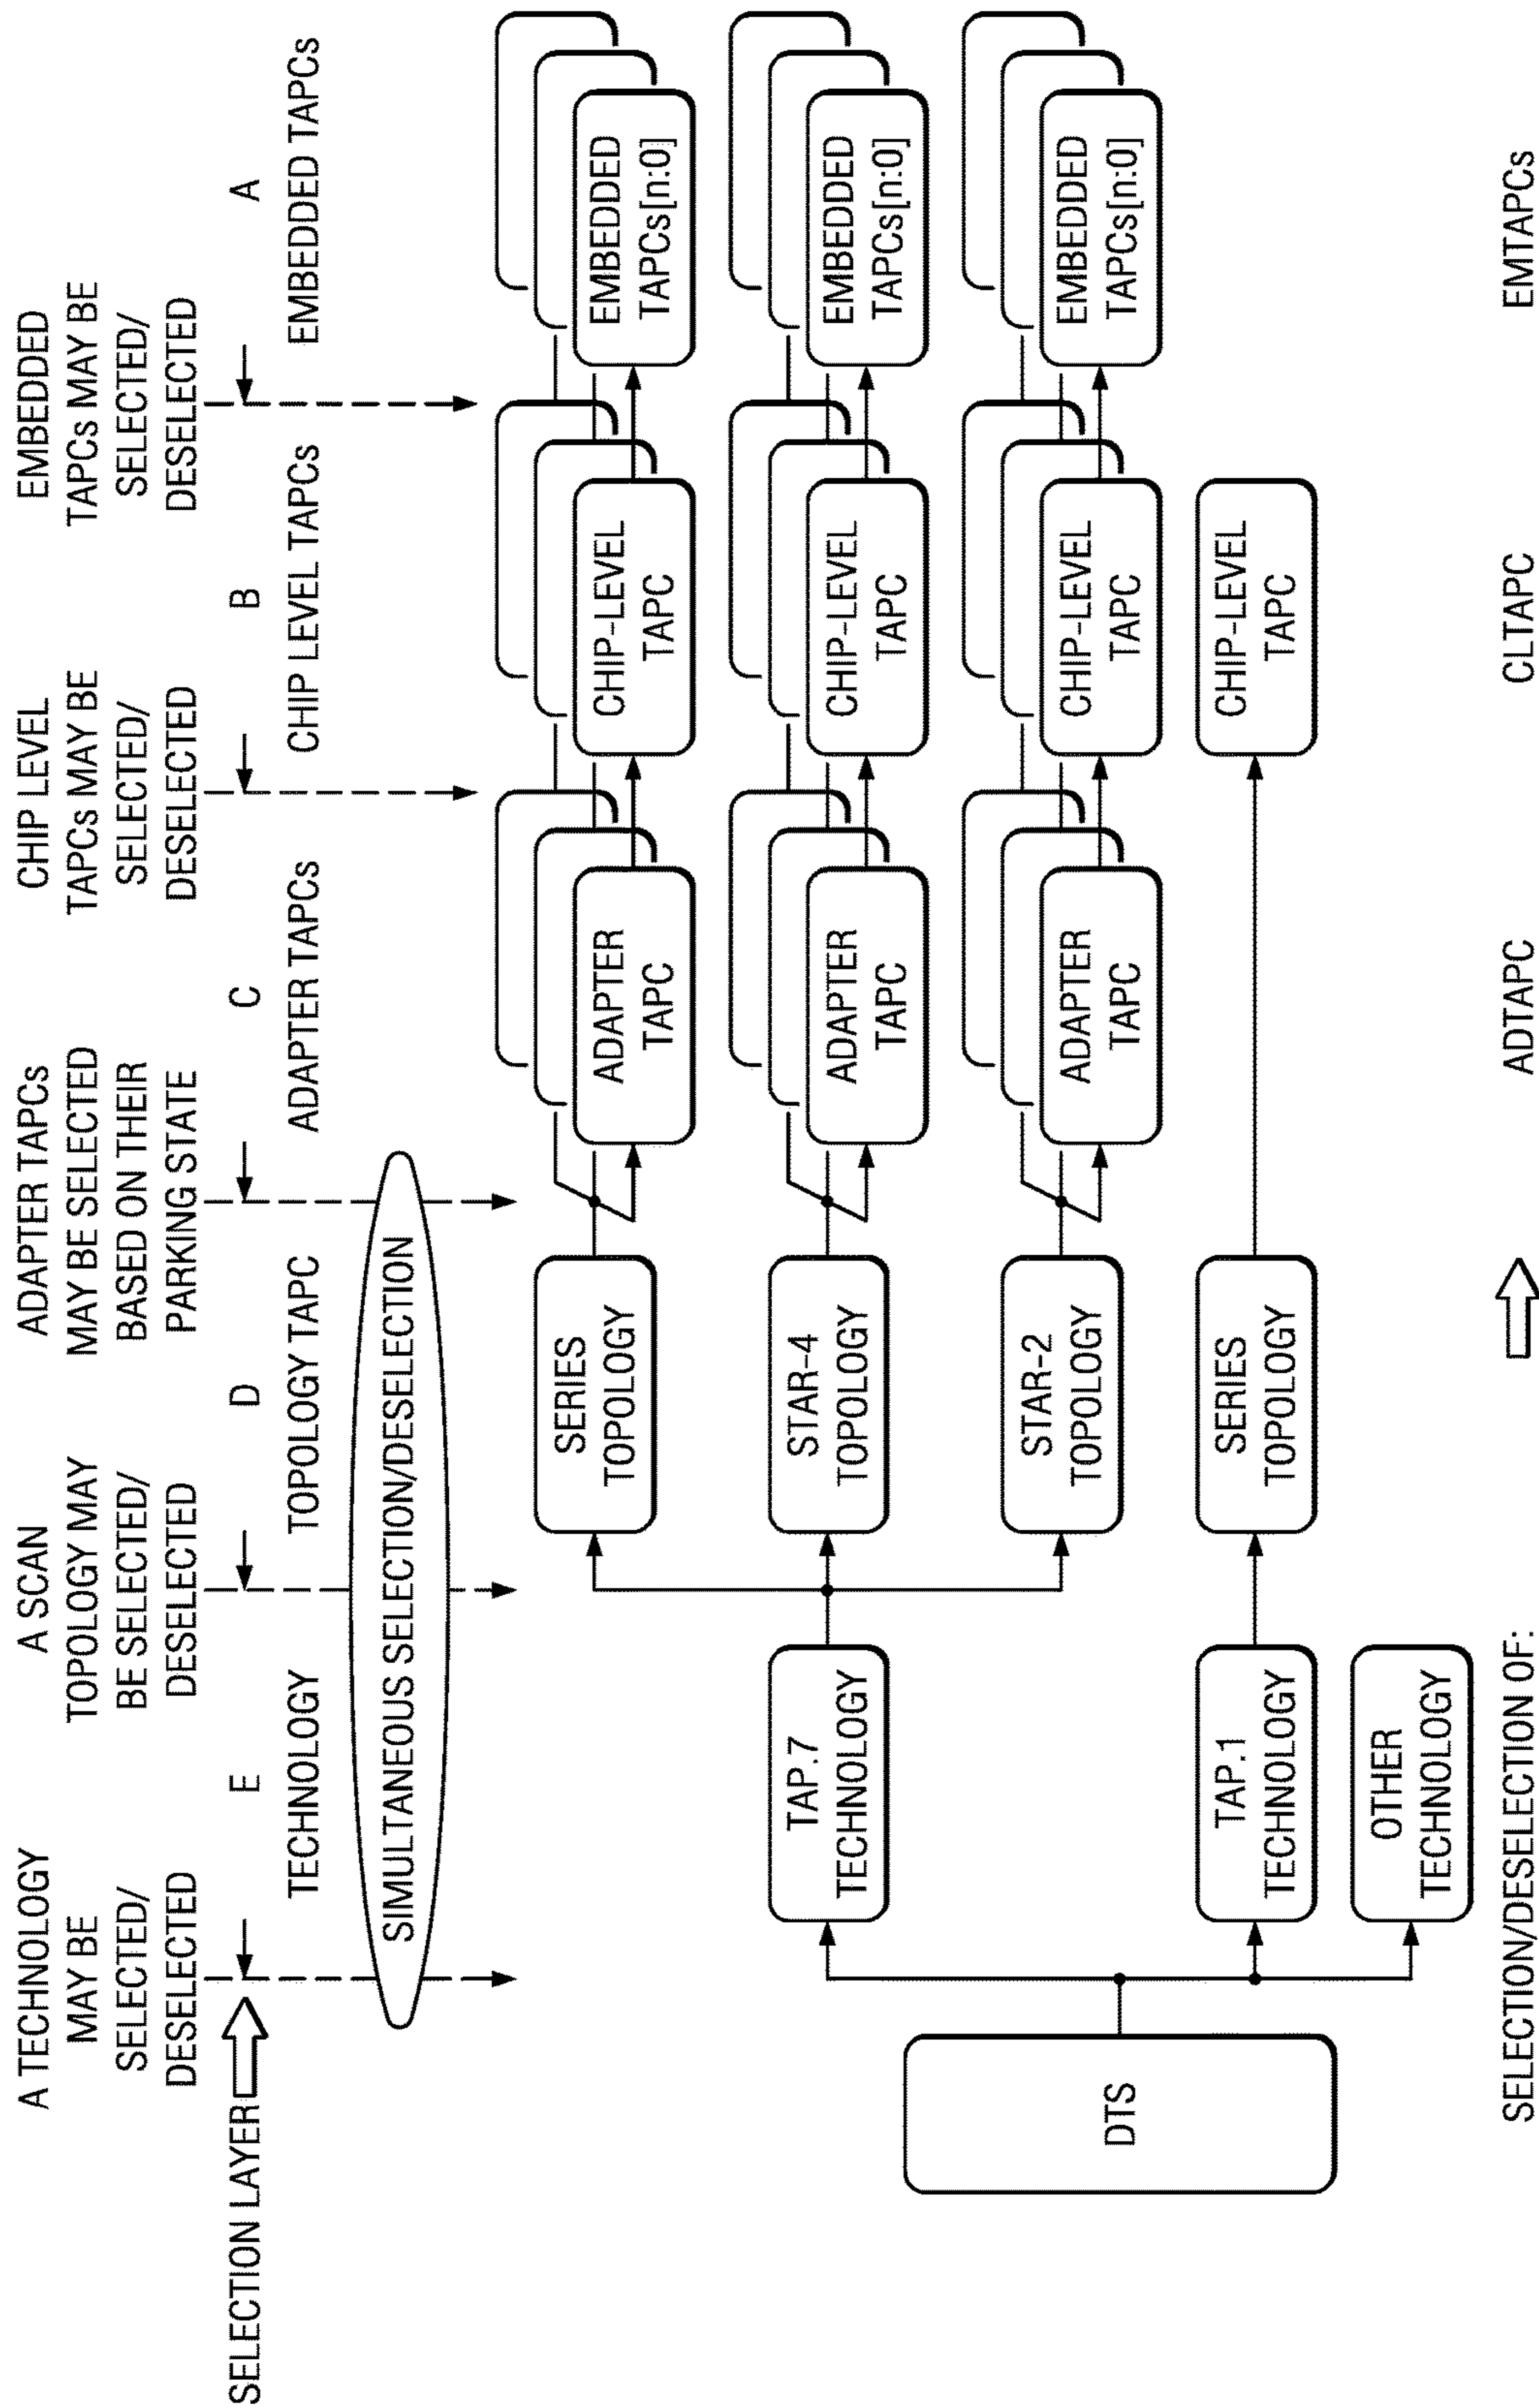 A TECHNOLOGY
MAY BE
SELECTED/
DESELECTED
A SCAN
TOPOLOGY MAY
BE SELECTED/
DESELECTED
ADAPTER TAPCs
MAY BE SELECTED
BASED ON THEIR
PARKING STATE
CHIP LEVEL
TAPCs MAY BE
SELECTED/
DESELECTED
EMBEDDED
TAPCs MAY BE
SELECTED/
DESELECTED
SELECTION LAYER
E
D
C
B
A
TECHNOLOGY
TOPOLOGY TAPC
ADAPTER TAPCs
CHIP LEVEL TAPCs
EMBEDDED TAPCs
SIMULTANEOUS SELECTION/DESELECTION
SERIES
TOPOLOGY
ADAPTER
TAPC
CHIP-LEVEL
TAPC
EMBEDDED
TAPCs[n:0]
TAP.7
TECHNOLOGY
STAR-4
TOPOLOGY
ADAPTER
TAPC
CHIP-LEVEL
TAPC
EMBEDDED
TAPCs[n:0]
DTS
STAR-2
TOPOLOGY
ADAPTER
TAPC
CHIP-LEVEL
TAPC
EMBEDDED
TAPCs[n:0]
TAP.1
TECHNOLOGY
SERIES
TOPOLOGY
CHIP-LEVEL
TAPC
OTHER
TECHNOLOGY
SELECTION/DESELECTION OF:
ADTAPC
CLTAPC
EMTAPCs